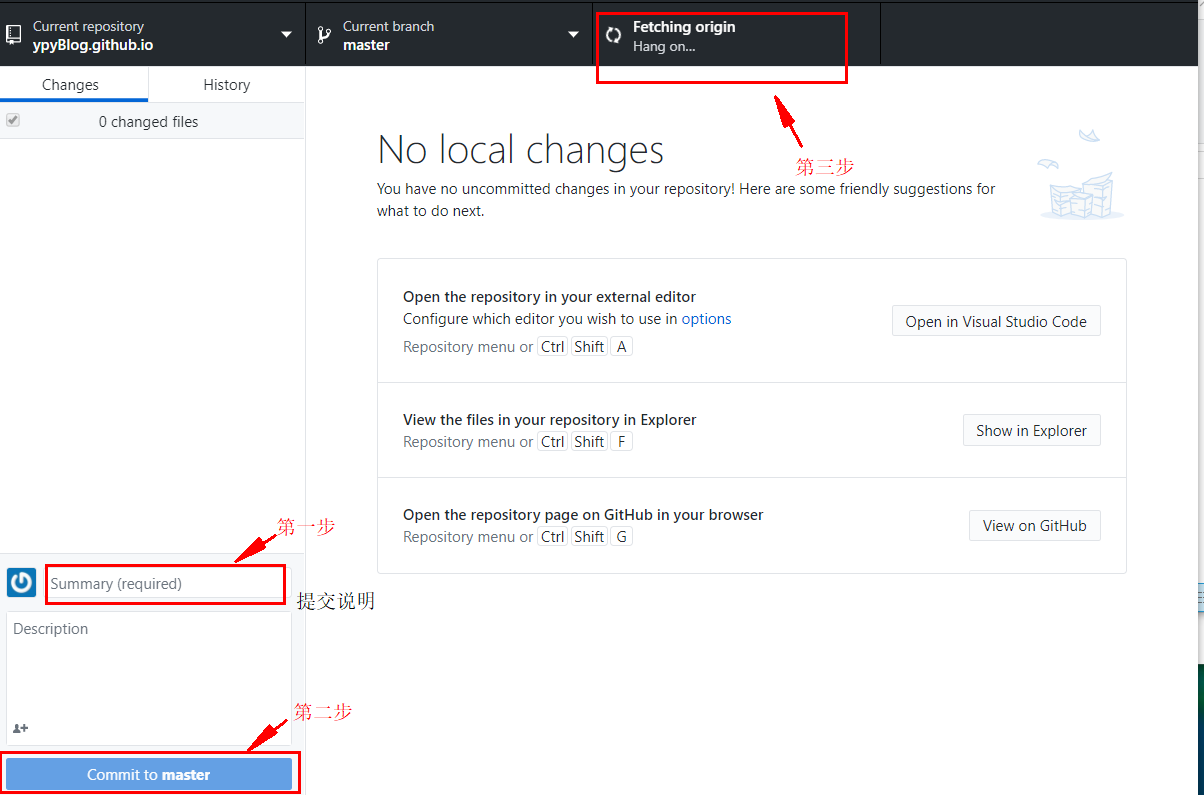 Current repository
ypyBlog.github.io
Current branch
master
Fetching origin
Hang on...
Changes
History
0 changed files
第三步
No local changes
You have no uncommitted changes in your repository! Here are some friendly suggestions for
what to do next.
Open the repository in your external editor
Configure which editor you wish to use in options
Repository menu or Ctrl Shift A
Open in Visual Studio Code
View the files in your repository in Explorer
Repository menu or Ctrl Shift F
Show in Explorer
Open the repository page on GitHub in your browser
Repository menu or Ctrl Shift G
View on GitHub
第一步
Summary (required)
提交说明
Description
第二步
Commit to master